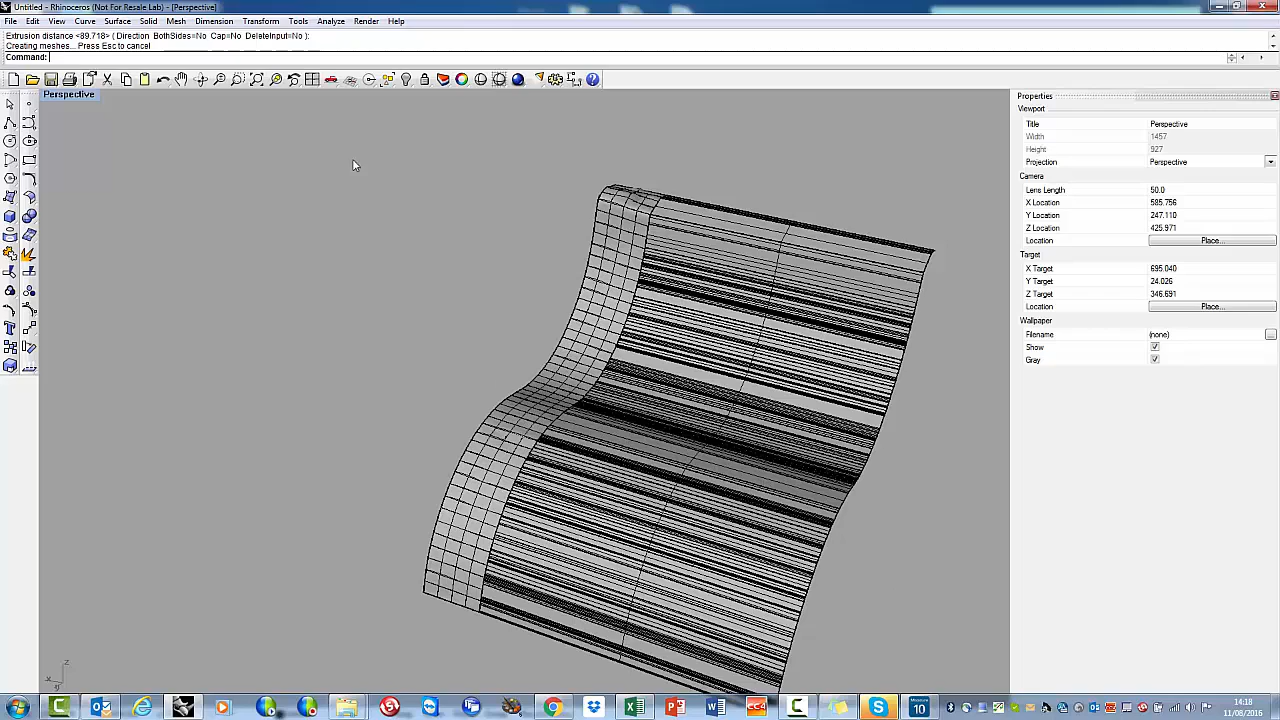 Untitled - Rhinoceros (Not For Resale Lab) - [Perspective]
File Edit View Curve Surface Solid Mesh Dimension Transform Tools Analyze Render Help
Extrusion distance <89.718> ( Direction BothSides=No Cap=No DeleteInput=No ):
Creating meshes... Press Esc to cancel
Command:
Perspective
Properties
Viewport
Title Perspective
Width 1457
Height 927
Projection Perspective
Camera
Lens Length 50.0
X Location 585.756
Y Location 247.110
Z Location 425.971
Location Place...
Target
X Target 695.040
Y Target 24.026
Z Target 346.691
Location Place...
Wallpaper
Filename (none) ...
Show
Gray
z
x
y
14:18
11/08/2016